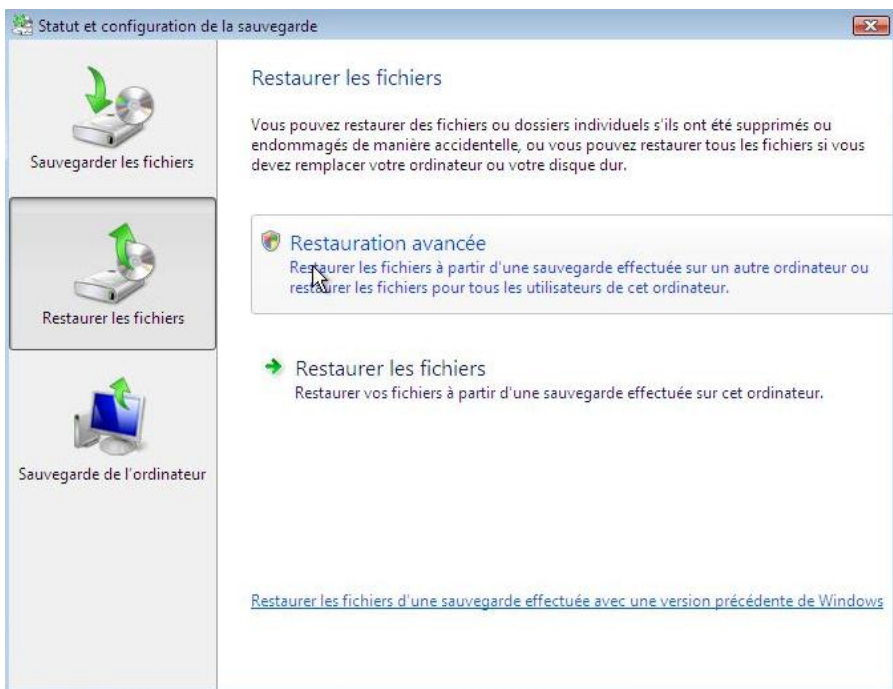 Statut et configuration de la sauvegarde
Sauvegarder les fichiers
Restaurer les fichiers
Sauvegarde de l'ordinateur
Restaurer les fichiers
Vous pouvez restaurer des fichiers ou dossiers individuels s'ils ont été supprimés ou
endommagés de manière accidentelle, ou vous pouvez restaurer tous les fichiers si vous
devez remplacer votre ordinateur ou votre disque dur.
Restauration avancée
Restaurer les fichiers à partir d'une sauvegarde effectuée sur un autre ordinateur ou
restaurer les fichiers pour tous les utilisateurs de cet ordinateur.
Restaurer les fichiers
Restaurer vos fichiers à partir d'une sauvegarde effectuée sur cet ordinateur.
Restaurer les fichiers d'une sauvegarde effectuée avec une version précédente de Windows